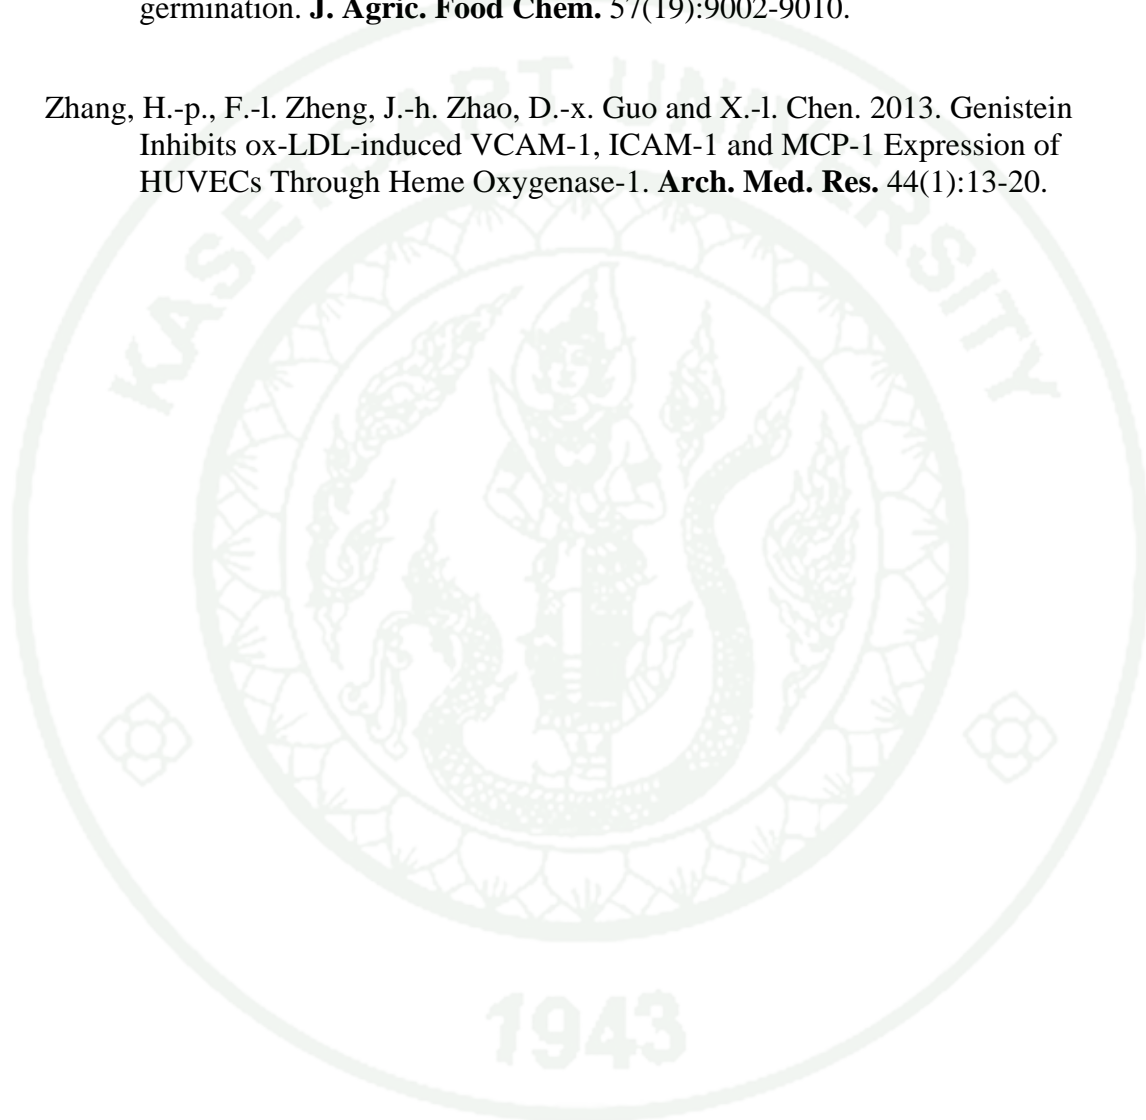 germination. J. Agric. Food Chem. 57(19):9002-9010.
Zhang, H.-p., F.-l. Zheng, J.-h. Zhao, D.-x. Guo and X.-l. Chen. 2013. Genistein
Inhibits ox-LDL-induced VCAM-1, ICAM-1 and MCP-1 Expression of
HUVECs Through Heme Oxygenase-1. Arch. Med. Res. 44(1):13-20.
KASETSART UNIVERSITY
1943